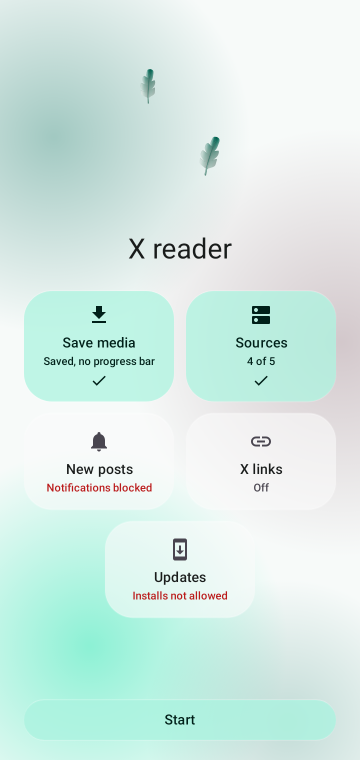 X reader
Save media
Saved, no progress bar
Sources
4 of 5
New posts
Notifications blocked
X links
Off
Updates
Installs not allowed
Start